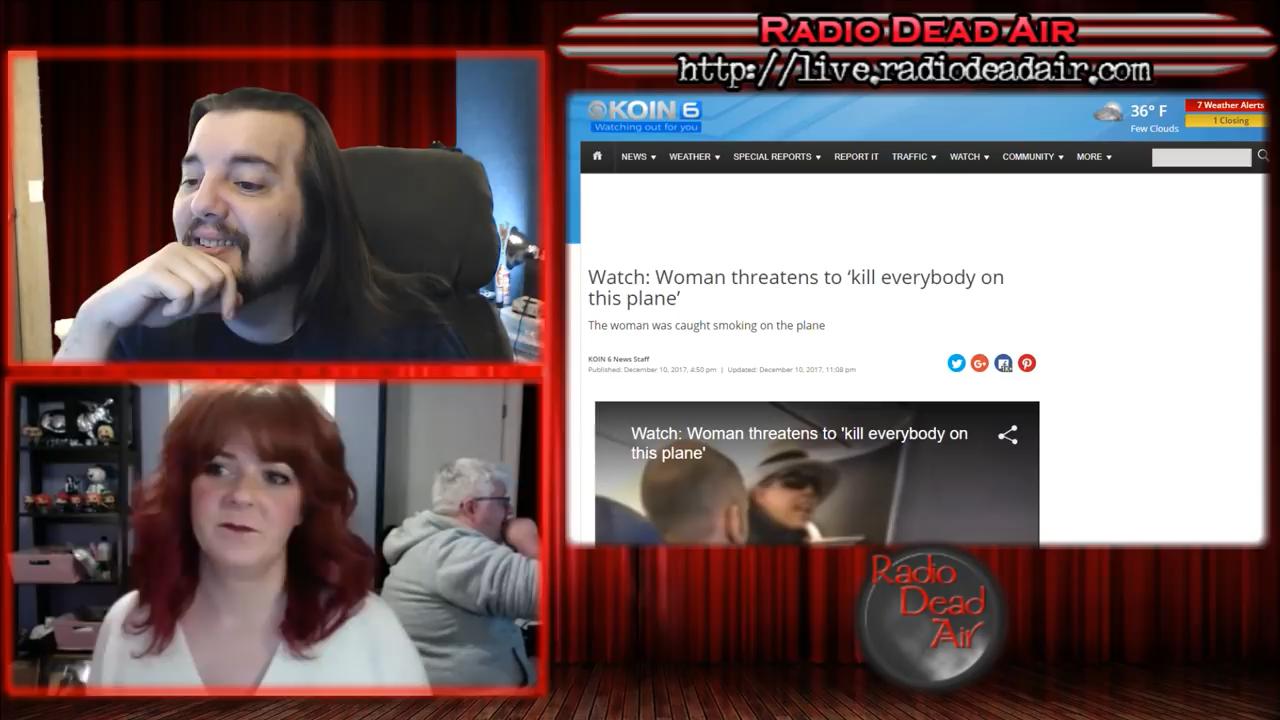 Radio Dead Air
http://live.radiodeadair.com
KOIN 6
Watching out for you
36° F
Few Clouds
7 Weather Alerts
1 Closing
NEWS WEATHER SPECIAL REPORTS REPORT IT TRAFFIC WATCH COMMUNITY MORE
Watch: Woman threatens to ‘kill everybody on
this plane’
The woman was caught smoking on the plane
KOIN 6 News Staff
Published: December 10, 2017, 4:50 pm | Updated: December 10, 2017, 11:08 pm
Watch: Woman threatens to 'kill everybody on
this plane'
Radio
Dead
Air